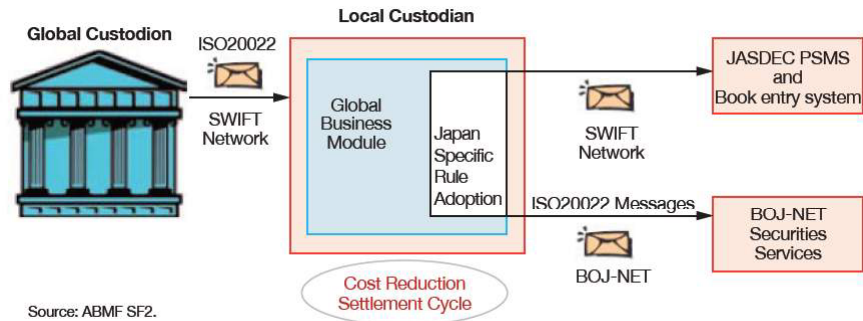 Local Custodian
Global Custodion
ISO20022
SWIFT
Network
Global
Business
Module
Japan
Specific
Rule
Adoption
SWIFT
Network
JASDEC PSMS
and
Book entry system
ISO20022 Messages
BOJ-NET
BOJ-NET
Securities
Services
Cost Reduction
Settlement Cycle
Source: ABMF SF2.